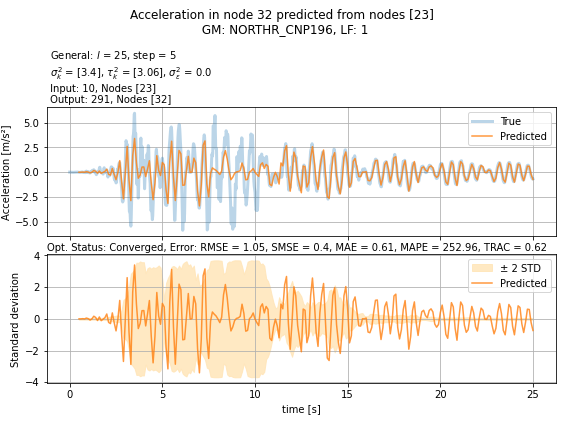 Acceleration in node 32 predicted from nodes [23]
GM: NORTHR_CNP196, LF: 1
General: l = 25, step = 5
σ²ₖ = [3.4], τ²ₖ = [3.06], σ²ε = 0.0
Input: 10, Nodes [23]
Output: 291, Nodes [32]
Acceleration [m/s²]
5.0
2.5
0.0
−2.5
−5.0
True
Predicted
Opt. Status: Converged, Error: RMSE = 1.05, SMSE = 0.4, MAE = 0.61, MAPE = 252.96, TRAC = 0.62
Standard deviation
4
2
0
−2
−4
± 2 STD
Predicted
0 5 10 15 20 25
time [s]